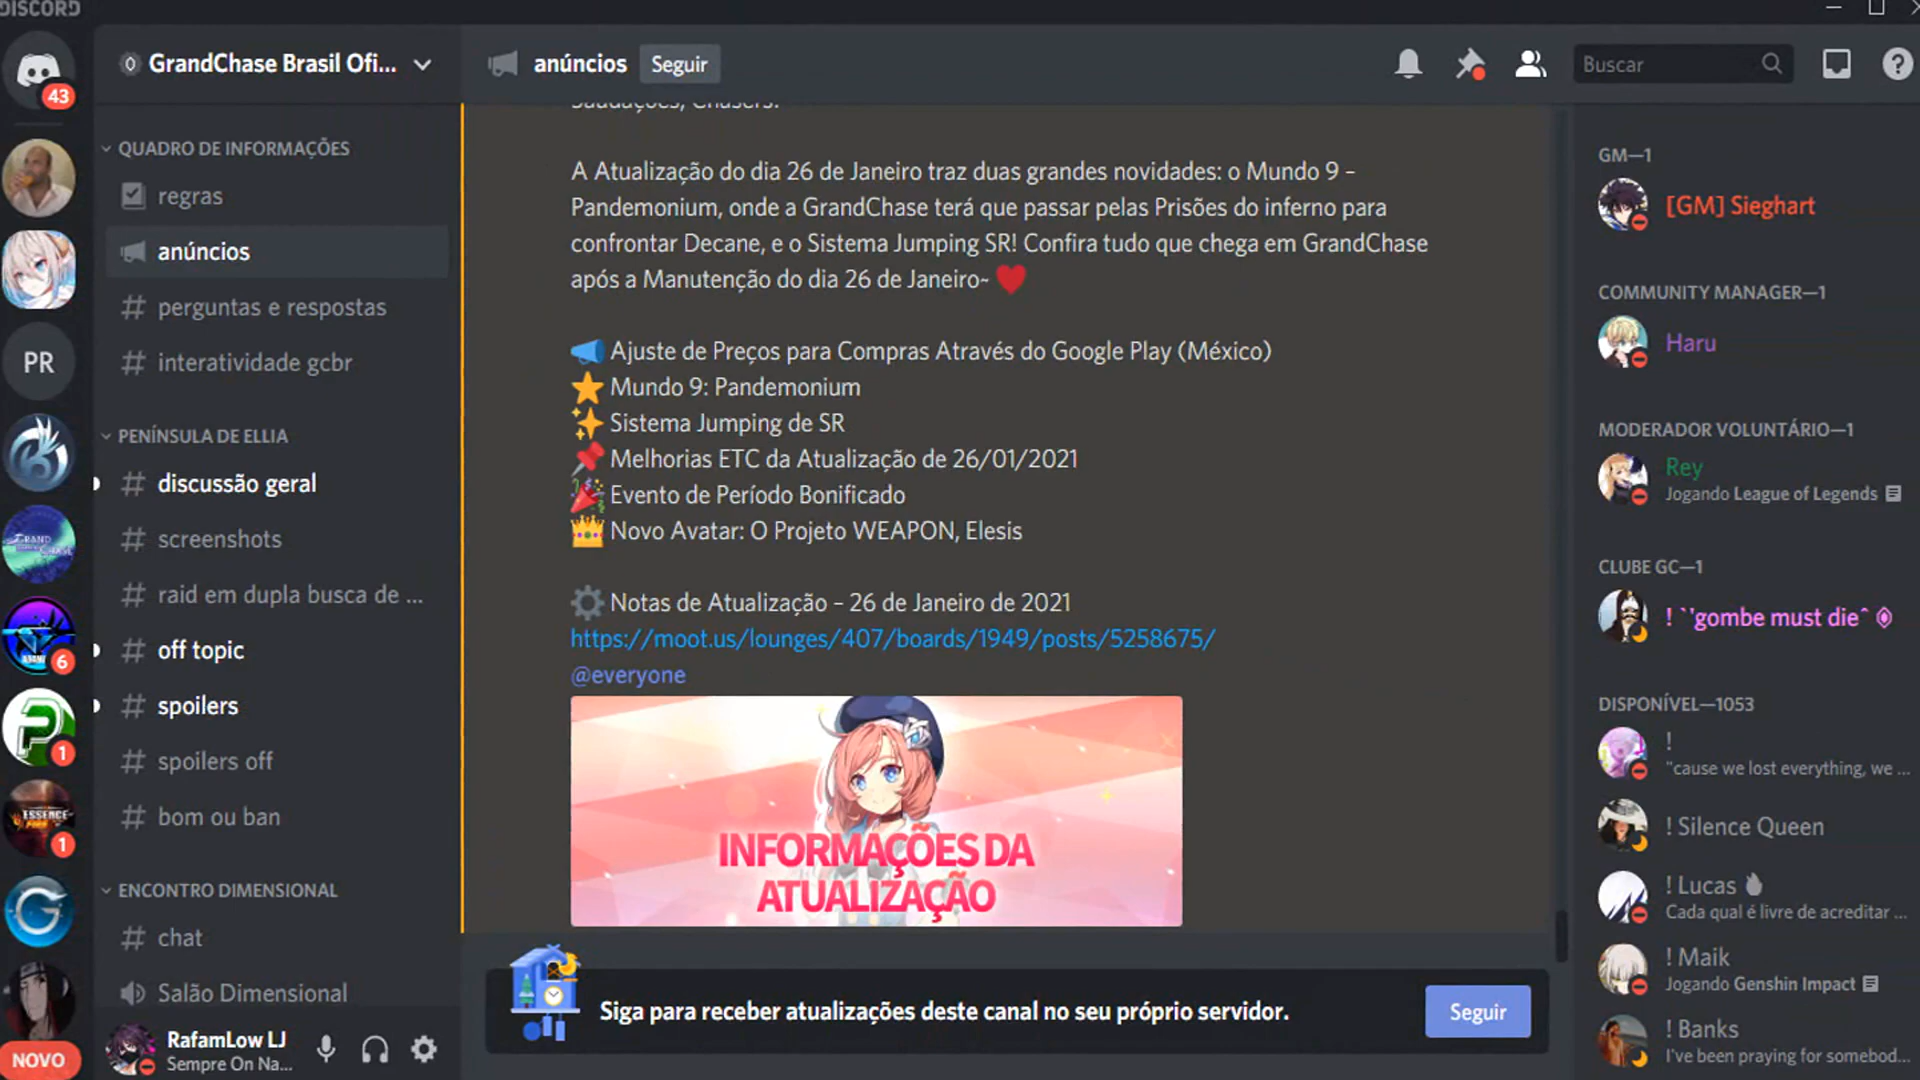 DISCORD
43
PR
6
1
ESSENCE
1
NOVO
GrandChase Brasil Ofi...
QUADRO DE INFORMAÇÕES
regras
anúncios
perguntas e respostas
interatividade gcbr
PENÍNSULA DE ELLIA
discussão geral
screenshots
raid em dupla busca de ...
off topic
spoilers
spoilers off
bom ou ban
ENCONTRO DIMENSIONAL
chat
Salão Dimensional
RafamLow LJ
Sempre On Na...
anúncios
Seguir
Buscar
Saudações, Chasers!
A Atualização do dia 26 de Janeiro traz duas grandes novidades: o Mundo 9 –
Pandemonium, onde a GrandChase terá que passar pelas Prisões do inferno para
confrontar Decane, e o Sistema Jumping SR! Confira tudo que chega em GrandChase
após a Manutenção do dia 26 de Janeiro~ ❤️
📣 Ajuste de Preços para Compras Através do Google Play (México)
⭐ Mundo 9: Pandemonium
✨ Sistema Jumping de SR
📌 Melhorias ETC da Atualização de 26/01/2021
🎉 Evento de Período Bonificado
👑 Novo Avatar: O Projeto WEAPON, Elesis
⚙️ Notas de Atualização – 26 de Janeiro de 2021
https://moot.us/lounges/407/boards/1949/posts/5258675/
@everyone
INFORMAÇÕES DA
ATUALIZAÇÃO
Siga para receber atualizações deste canal no seu próprio servidor.
Seguir
GM—1
[GM] Sieghart
COMMUNITY MANAGER—1
Haru
MODERADOR VOLUNTÁRIO—1
Rey
Jogando League of Legends
CLUBE GC—1
! `'gombe must die^
DISPONÍVEL—1053
!
"cause we lost everything, we ...
! Silence Queen
! Lucas
Cada qual é livre de acreditar ...
! Maik
Jogando Genshin Impact
! Banks
I've been praying for somebod...